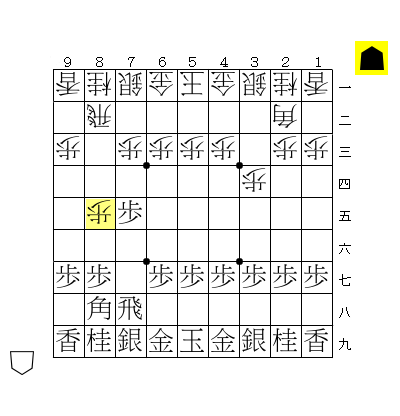 9 8 7 6 5 4 3 2 1
香 桂 銀 金 王 金 銀 桂 香 一
飛 角 二
歩 歩 歩 歩 歩 歩 歩 三
歩 四
歩 歩 五
六
歩 歩 歩 歩 歩 歩 歩 歩 七
角 飛 八
香 桂 銀 金 玉 金 銀 桂 香 九